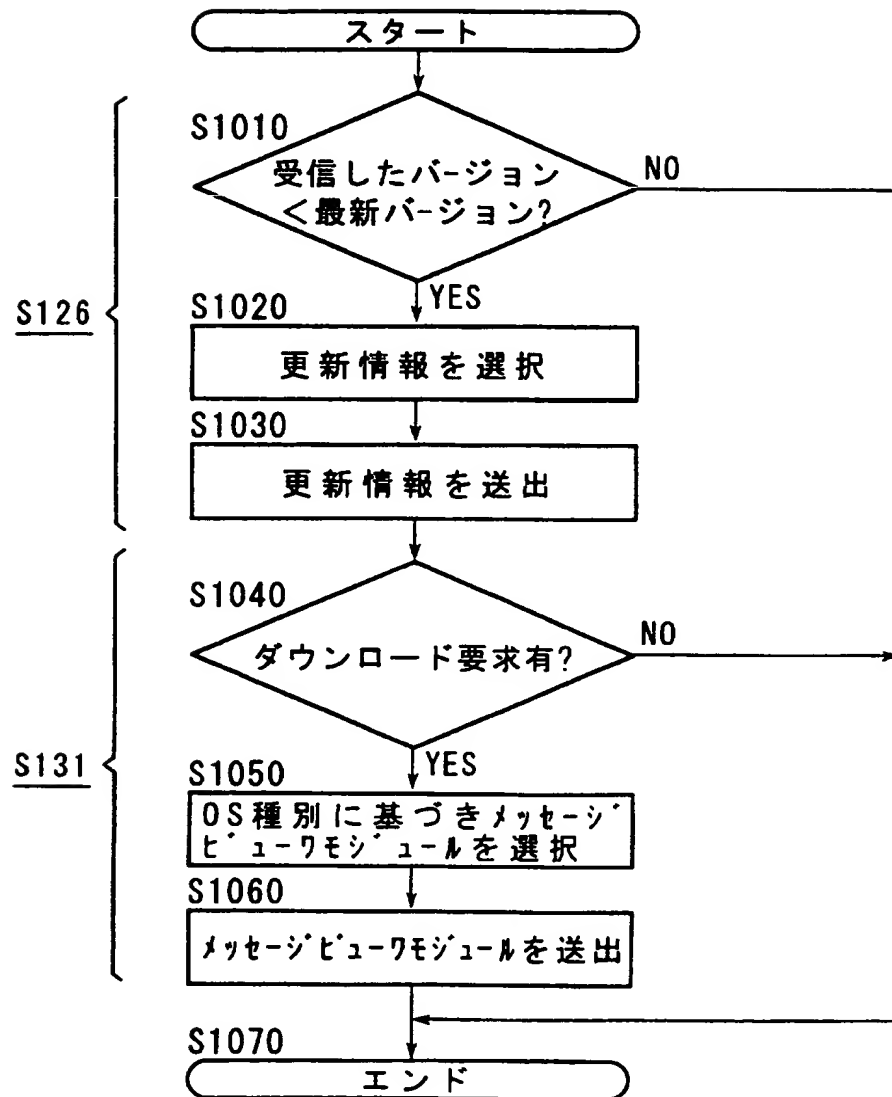 スタート
S1010
受信したバージョン
<最新バージョン?
NO
YES
S126
S1020
更新情報を選択
S1030
更新情報を送出
S1040
ダウンロード要求有?
NO
YES
S131
S1050
OS種別に基づきメッセージ
ビューワモジュールを選択
S1060
メッセージビューワモジュールを送出
S1070
エンド